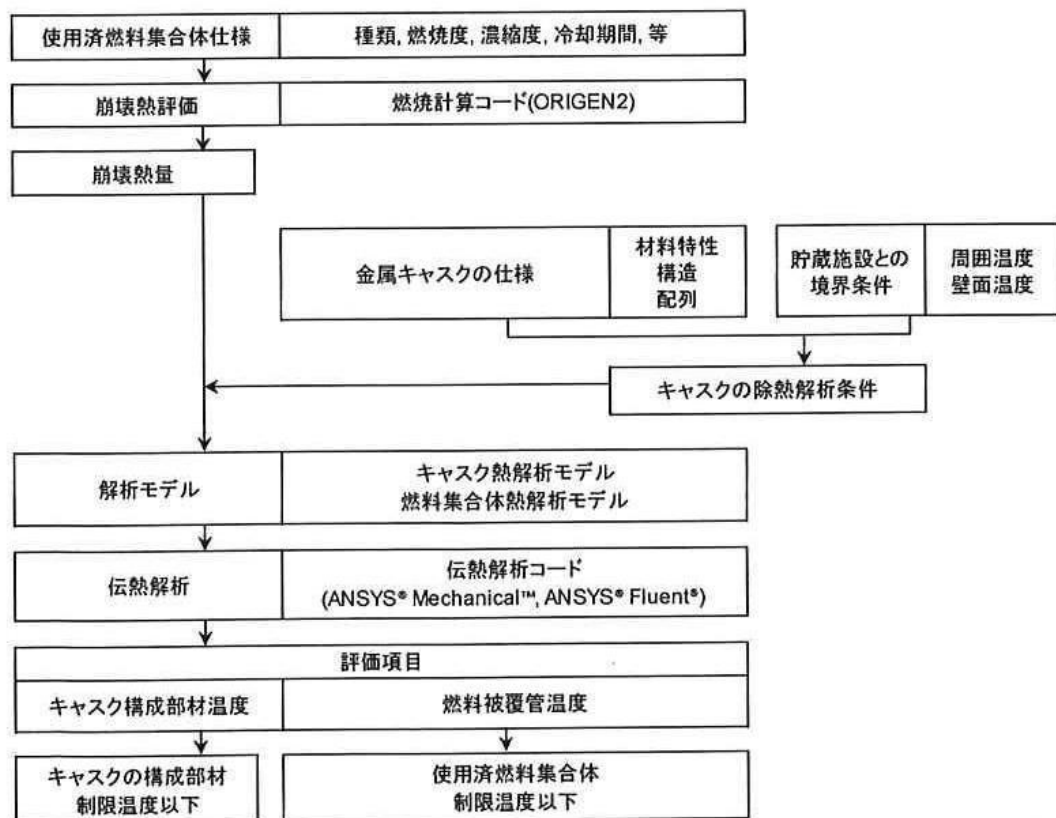 使用済燃料集合体仕様
種類, 燃焼度, 濃縮度, 冷却期間, 等
崩壊熱評価
燃焼計算コード(ORIGEN2)
崩壊熱量
金属キャスクの仕様
材料特性
構造
配列
貯蔵施設との
境界条件
周囲温度
壁面温度
キャスクの除熱解析条件
解析モデル
キャスク熱解析モデル
燃料集合体熱解析モデル
伝熱解析
伝熱解析コード
(ANSYS® Mechanical™, ANSYS® Fluent®)
評価項目
キャスク構成部材温度
燃料被覆管温度
キャスクの構成部材
制限温度以下
使用済燃料集合体
制限温度以下